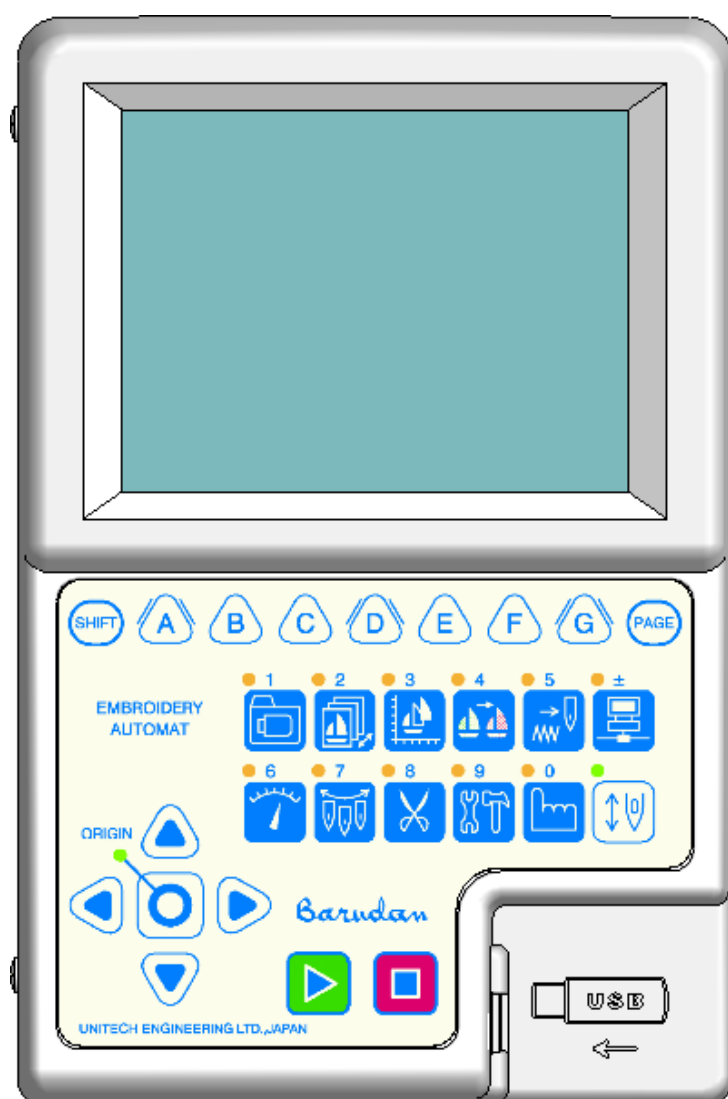 SHIFT A B C D E F G PAGE
1 2 3 4 5 ±
EMBROIDERY
AUTOMAT
6 7 8 9 0
ORIGIN
Barudan
USB
UNITECH ENGINEERING LTD.,JAPAN